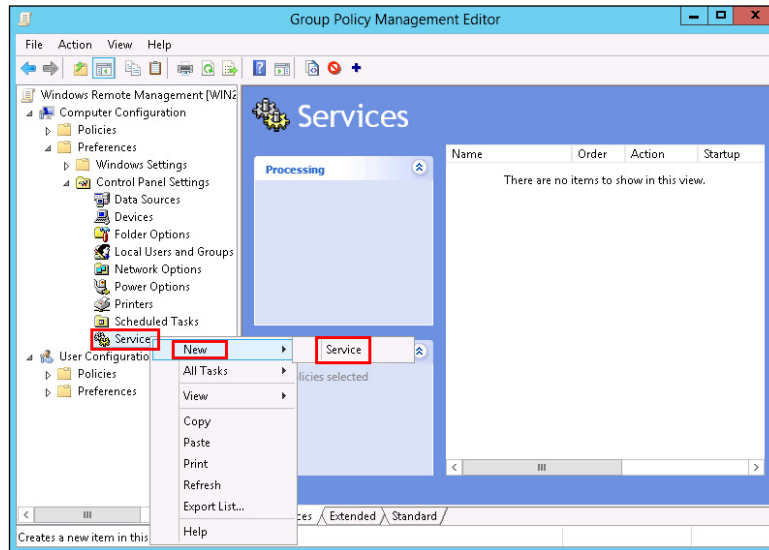 Group Policy Management Editor
File Action View Help
Windows Remote Management [WIN2
Computer Configuration
Policies
Preferences
Windows Settings
Control Panel Settings
Data Sources
Devices
Folder Options
Local Users and Groups
Network Options
Power Options
Printers
Scheduled Tasks
Service
User Configuratio
Policies
Preferences
Services
Processing
Name Order Action Startup
There are no items to show in this view.
New
Service
All Tasks
licies selected
View
Copy
Paste
Print
Refresh
Export List...
Help
ces Extended Standard
Creates a new item in this